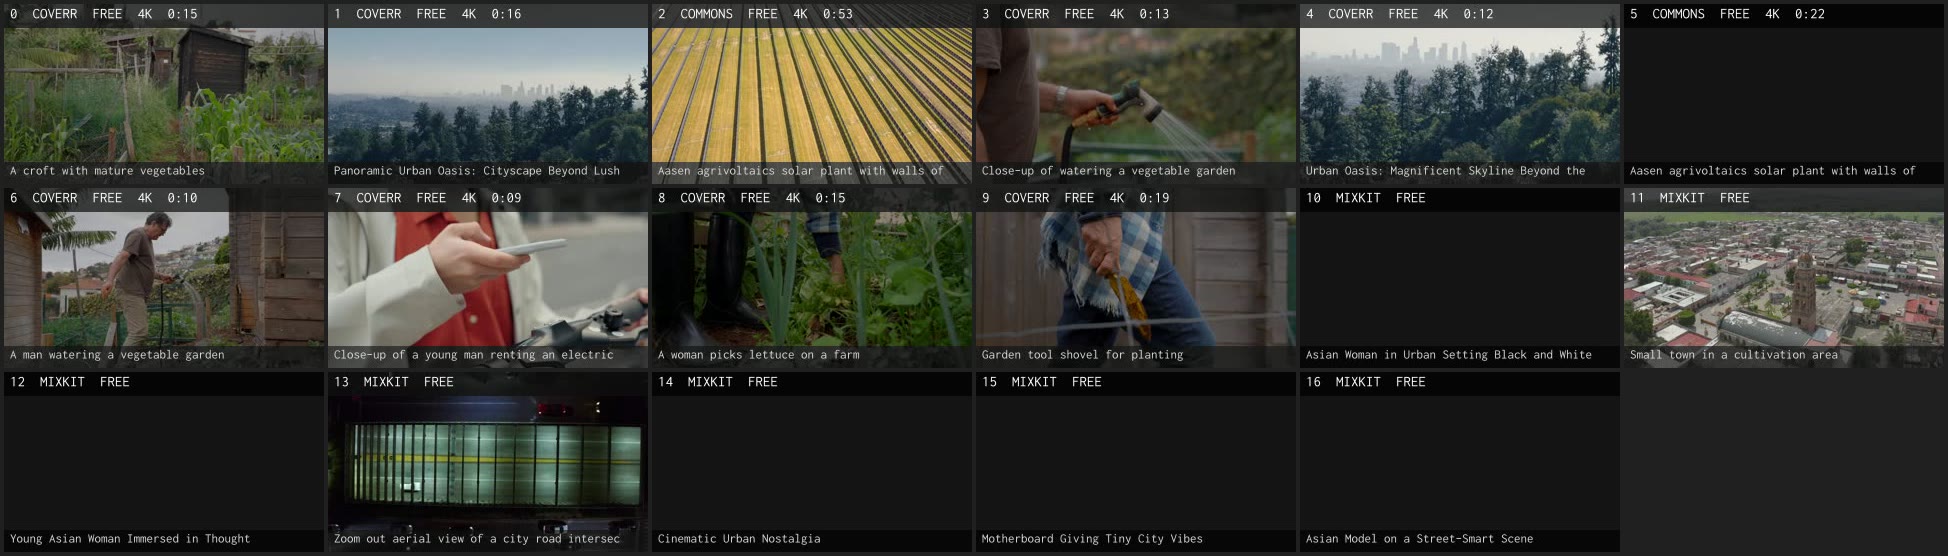 0 COVERR FREE 4K 0:15
A croft with mature vegetables
1 COVERR FREE 4K 0:16
Panoramic Urban Oasis: Cityscape Beyond Lush
2 COMMONS FREE 4K 0:53
Aasen agrivoltaics solar plant with walls of
3 COVERR FREE 4K 0:13
Close-up of watering a vegetable garden
4 COVERR FREE 4K 0:12
Urban Oasis: Magnificent Skyline Beyond the
5 COMMONS FREE 4K 0:22
Aasen agrivoltaics solar plant with walls of
6 COVERR FREE 4K 0:10
A man watering a vegetable garden
7 COVERR FREE 4K 0:09
Close-up of a young man renting an electric
8 COVERR FREE 4K 0:15
A woman picks lettuce on a farm
9 COVERR FREE 4K 0:19
Garden tool shovel for planting
10 MIXKIT FREE
Asian Woman in Urban Setting Black and White
11 MIXKIT FREE
Small town in a cultivation area
12 MIXKIT FREE
Young Asian Woman Immersed in Thought
13 MIXKIT FREE
Zoom out aerial view of a city road intersec
14 MIXKIT FREE
Cinematic Urban Nostalgia
15 MIXKIT FREE
Motherboard Giving Tiny City Vibes
16 MIXKIT FREE
Asian Model on a Street-Smart Scene